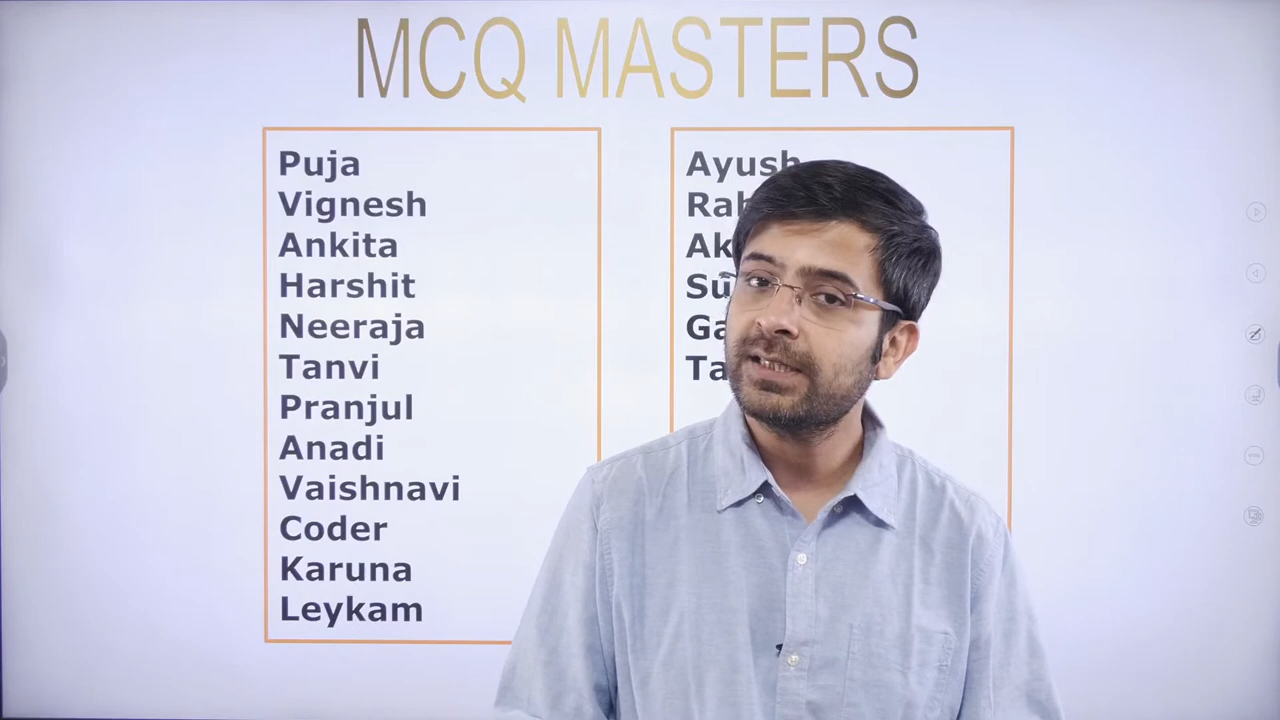 MCQ MASTERS
Puja
Vignesh
Ankita
Harshit
Neeraja
Tanvi
Pranjul
Anadi
Vaishnavi
Coder
Karuna
Leykam
Ayush